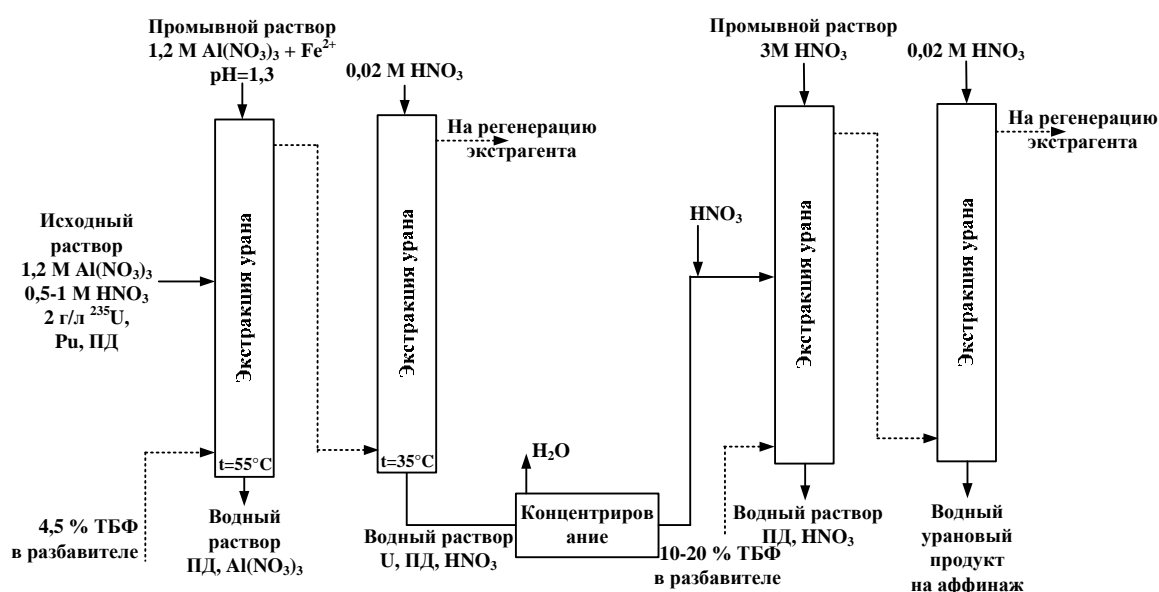 Промывной раствор
1,2 М Al(NO₃)₃ + Fe²⁺
pH=1,3
0,02 М HNO₃
На регенерацию
экстрагента
Исходный
раствор
1,2 М Al(NO₃)₃
0,5-1 М HNO₃
2 г/л ²³⁵U,
Pu, ПД
Экстракция урана
t=55°C
4,5 % ТБФ
в разбавителе
Водный
раствор
ПД, Al(NO₃)₃
Экстракция урана
t=35°C
Водный раствор
U, ПД, HNO₃
H₂O
Концентриров
ание
HNO₃
Промывной раствор
3М HNO₃
Экстракция урана
10-20 % ТБФ
в разбавителе
Водный раствор
ПД, HNO₃
0,02 М HNO₃
На регенерацию
экстрагента
Экстракция урана
Водный
урановый
продукт
на аффинаж